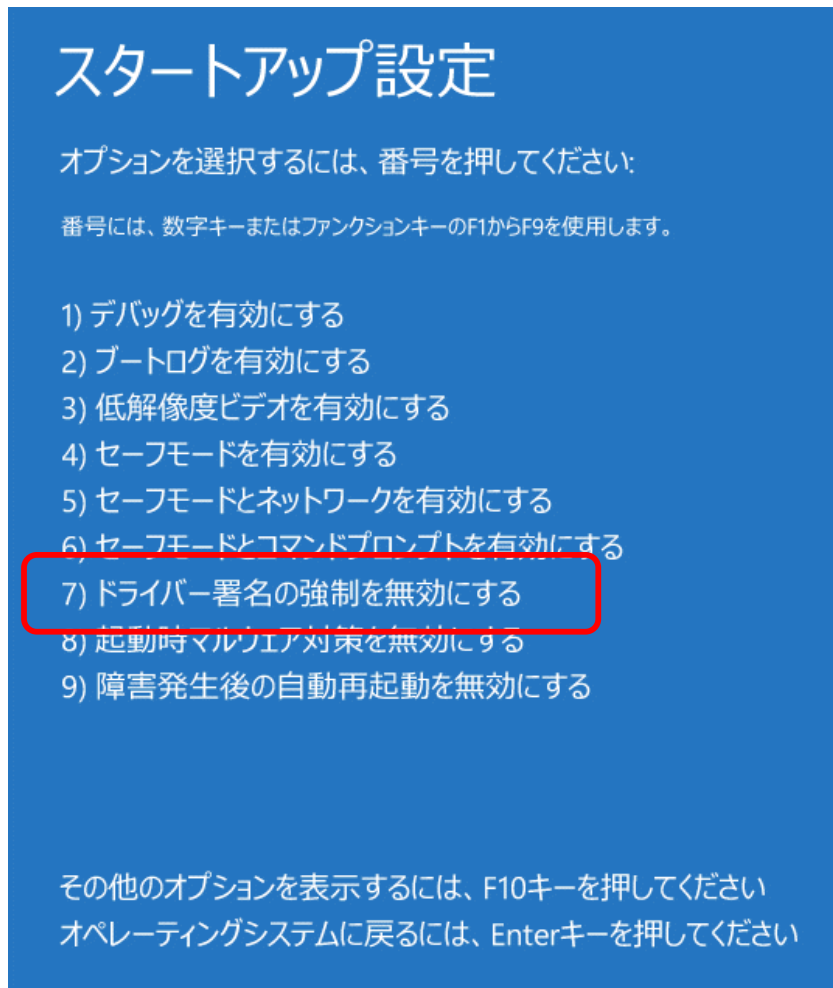 スタートアップ設定
オプションを選択するには、番号を押してください:
番号には、数字キーまたはファンクションキーのF1からF9を使用します。
1) デバッグを有効にする
2) ブートログを有効にする
3) 低解像度ビデオを有効にする
4) セーフモードを有効にする
5) セーフモードとネットワークを有効にする
6) セーフモードとコマンドプロンプトを有効にする
7) ドライバー署名の強制を無効にする
8) 起動時マルウェア対策を無効にする
9) 障害発生後の自動再起動を無効にする
その他のオプションを表示するには、F10キーを押してください
オペレーティングシステムに戻るには、Enterキーを押してください